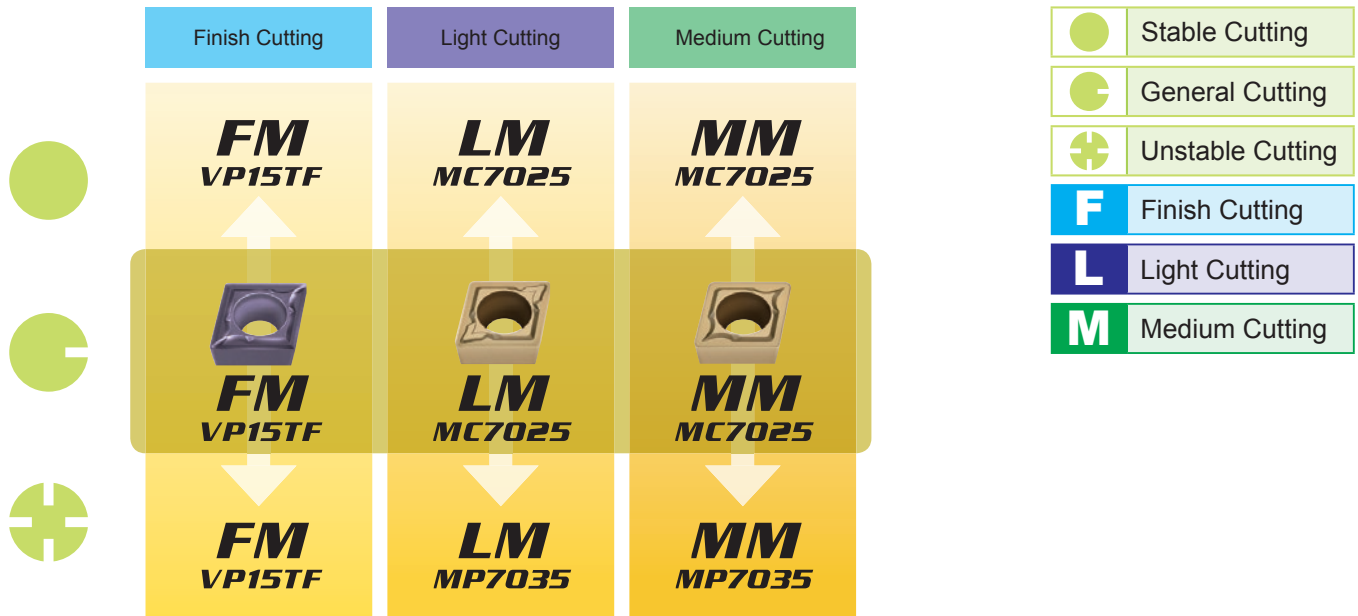 Finish Cutting
Light Cutting
Medium Cutting
FM
VP15TF
LM
MC7025
MM
MC7025
FM
VP15TF
LM
MC7025
MM
MC7025
FM
VP15TF
LM
MP7035
MM
MP7035
Stable Cutting
General Cutting
Unstable Cutting
F Finish Cutting
L Light Cutting
M Medium Cutting